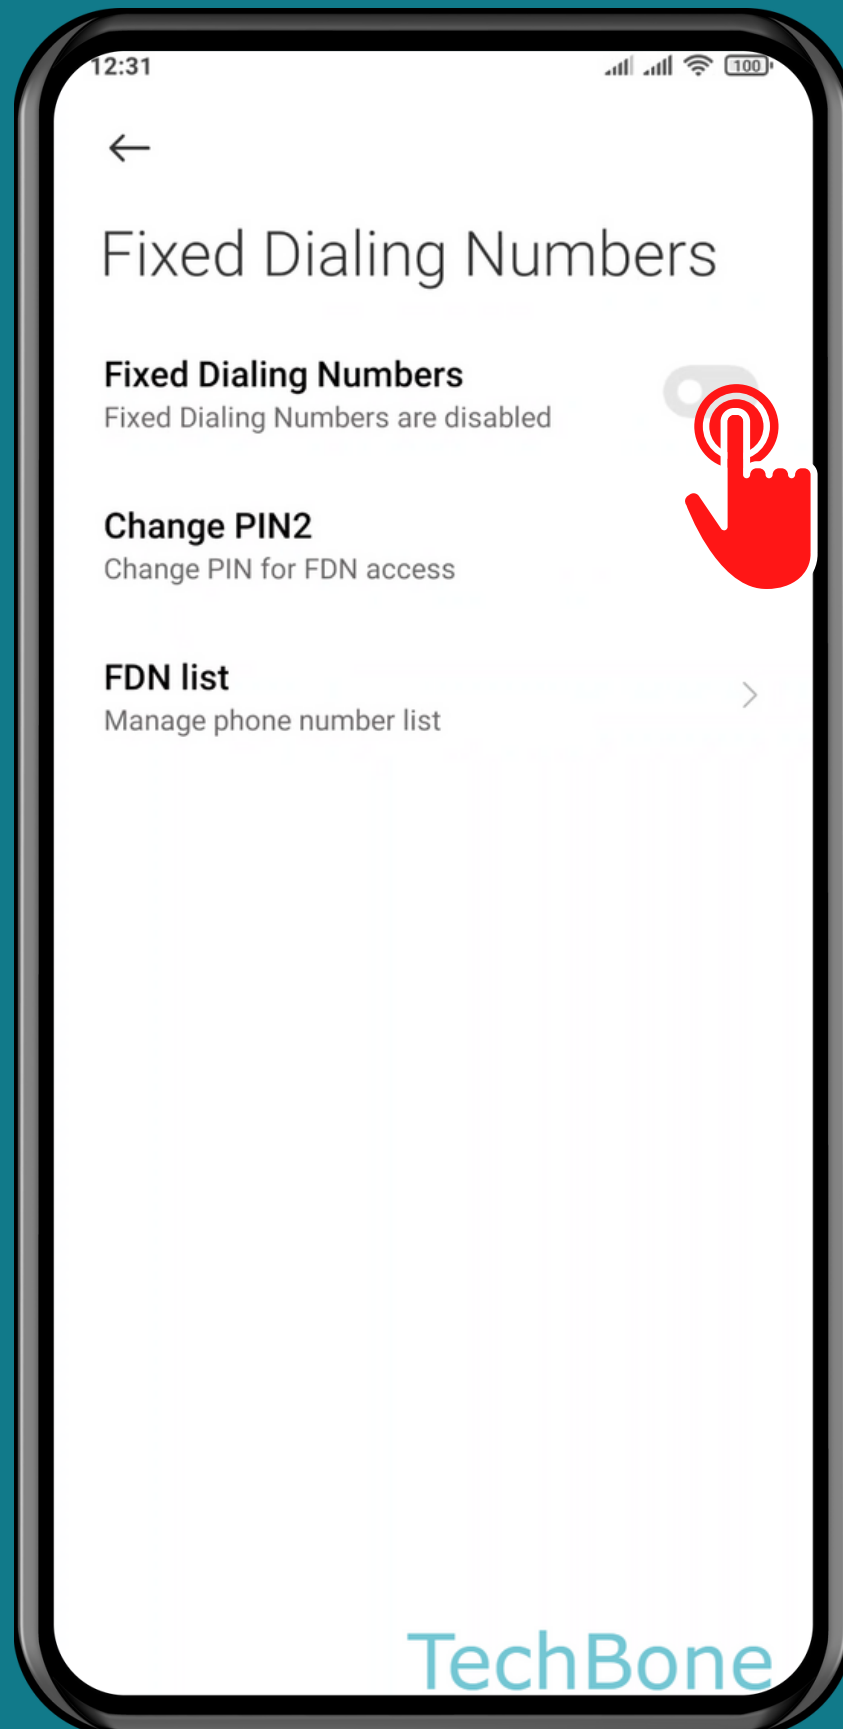 12:31
100
Fixed Dialing Numbers
Fixed Dialing Numbers
Fixed Dialing Numbers are disabled
Change PIN2
Change PIN for FDN access
FDN list
Manage phone number list
TechBone